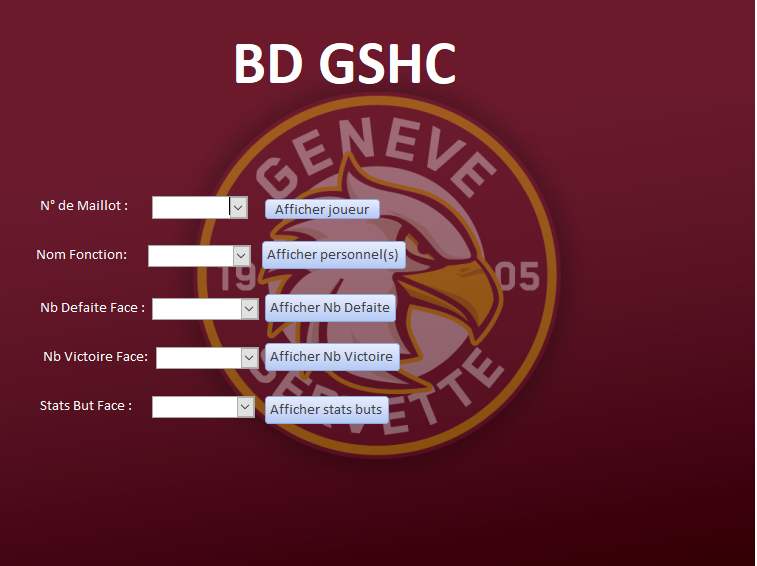 BD GSHC
GENEVE
N° de Maillot :
Afficher joueur
Nom Fonction:
Afficher personnel(s)
19
05
Nb Defaite Face :
Afficher Nb Defaite
Nb Victoire Face:
Afficher Nb Victoire
Stats But Face :
Afficher stats buts
SERVETTE